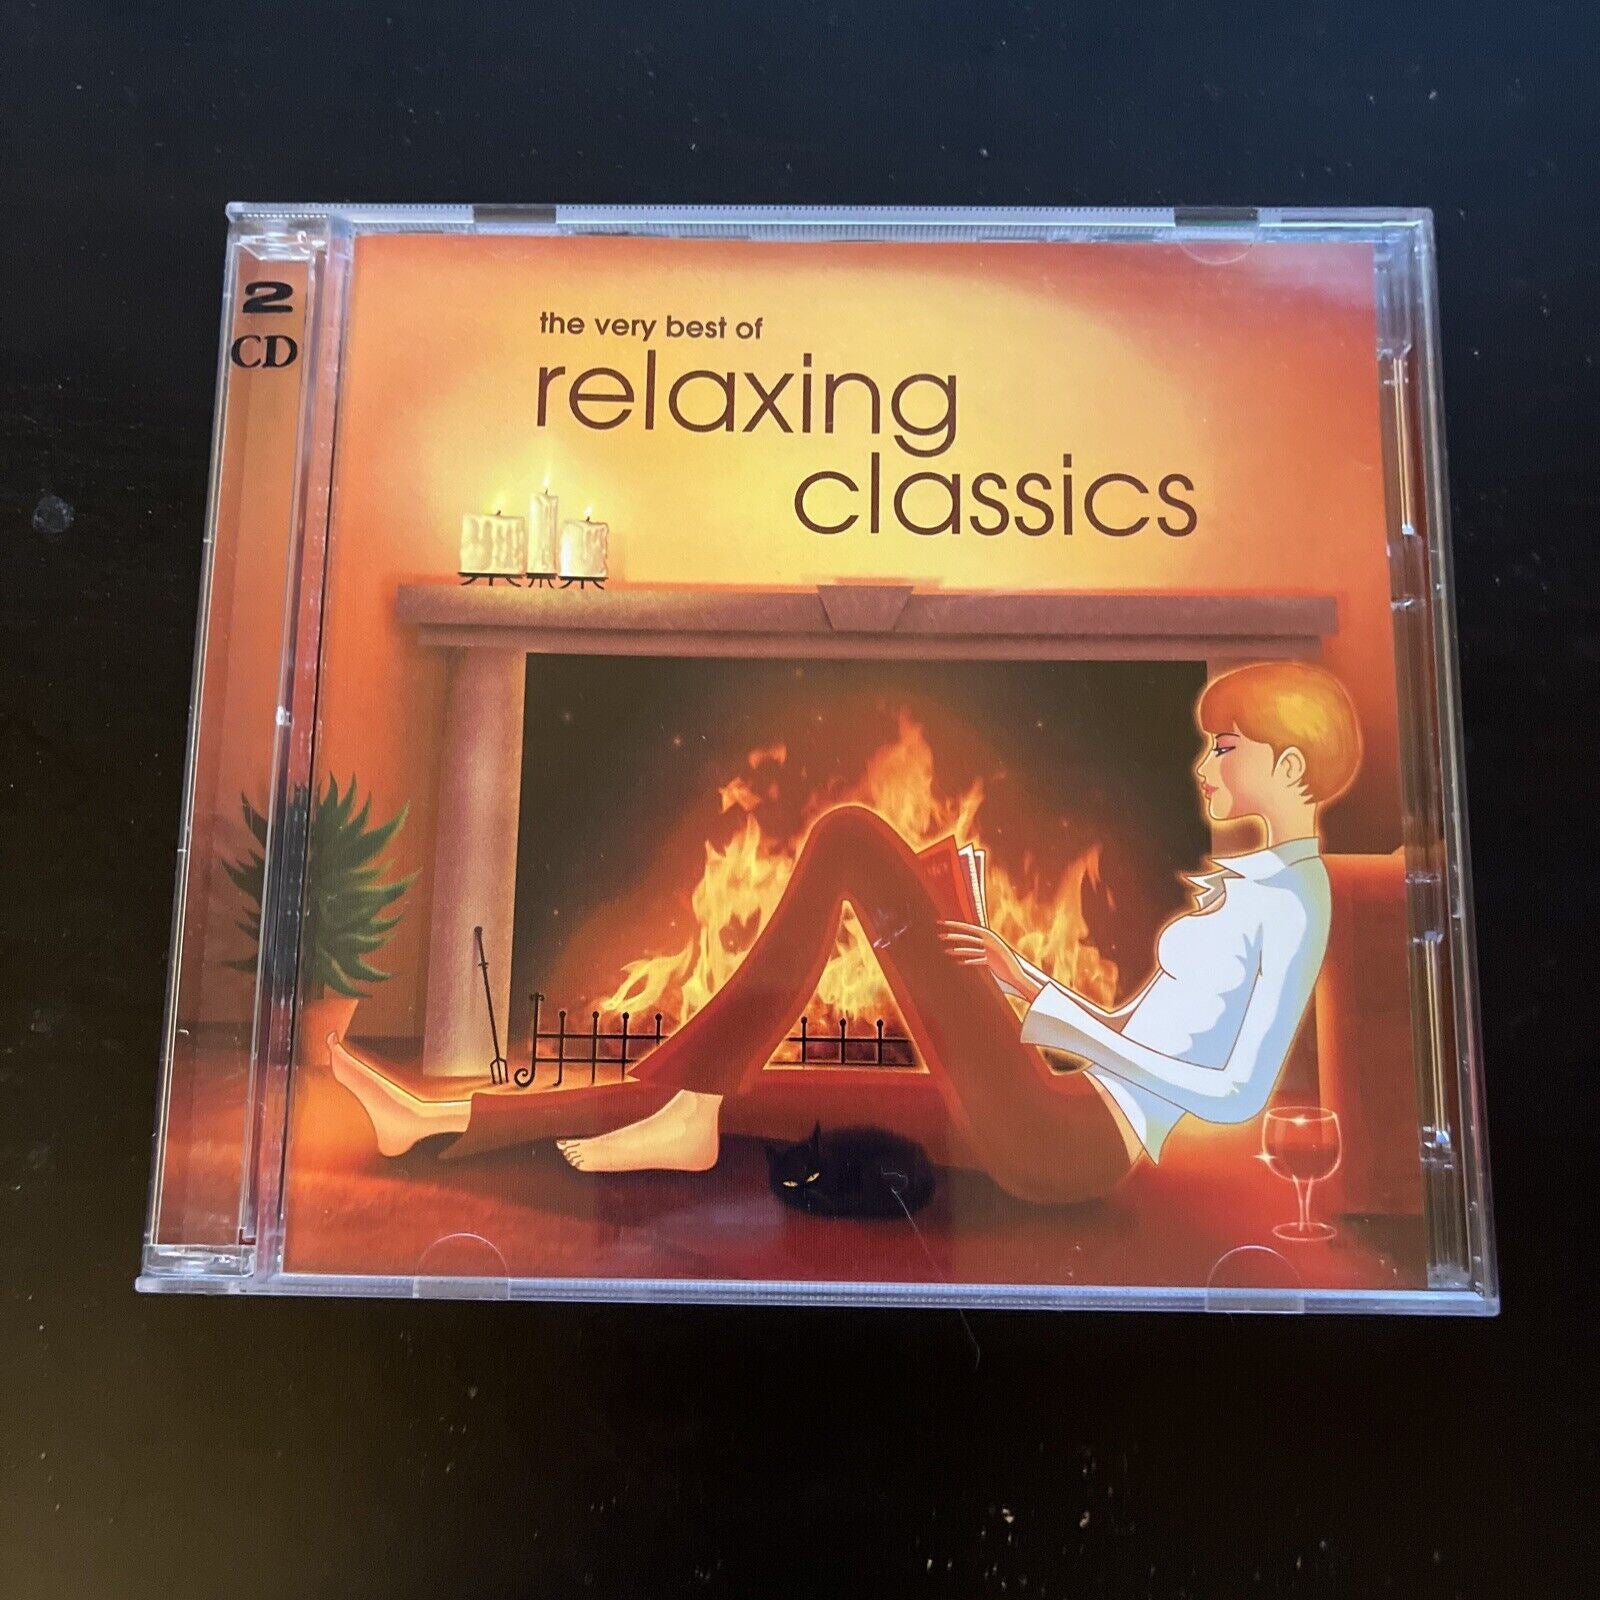 2
CD
the very best of
relaxing
classics